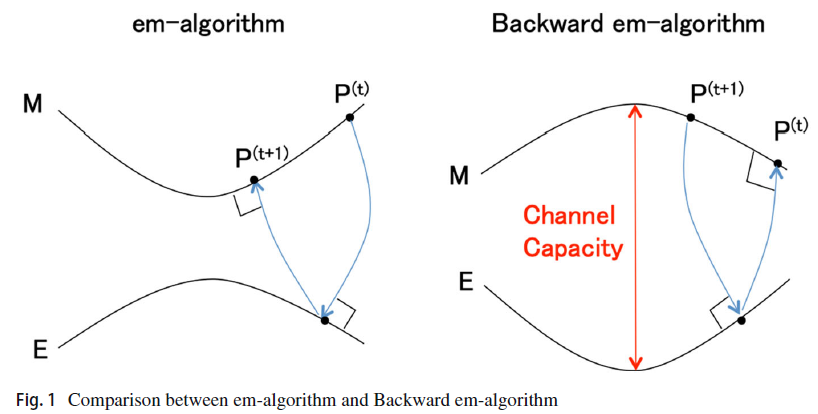 em-algorithm
Backward em-algorithm
M
P(t)
P(t+1)
E
P(t+1)
P(t)
M
Channel
Capacity
E
Fig. 1 Comparison between em-algorithm and Backward em-algorithm